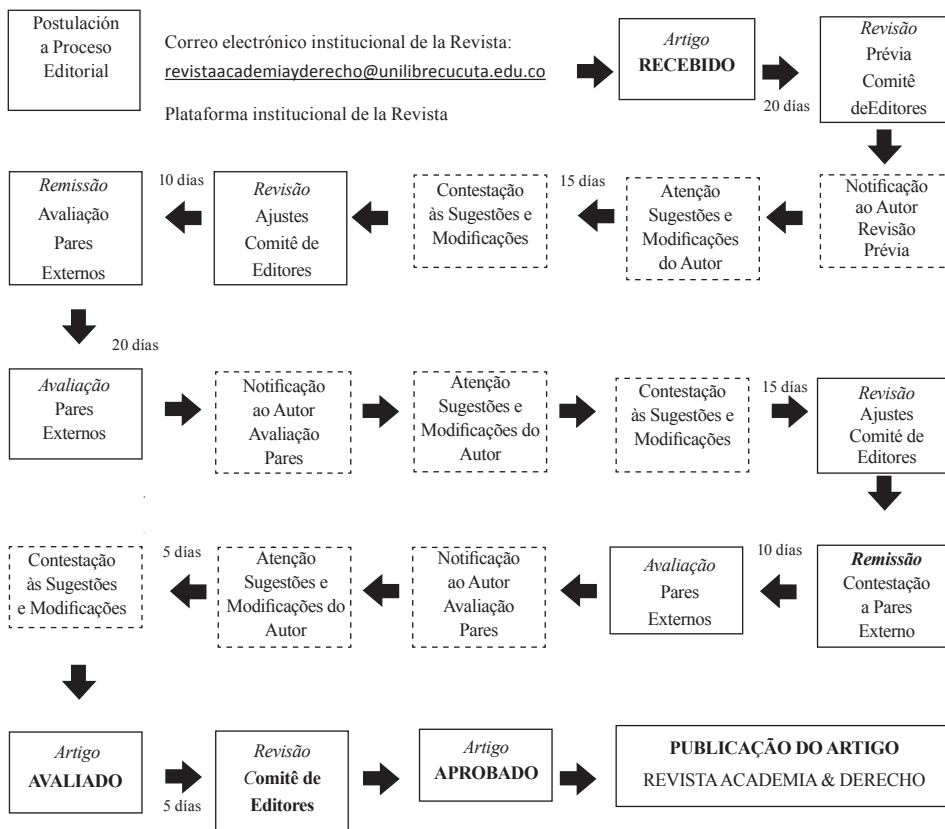 Postulación
a Proceso
Editorial
Correo electrónico institucional de la Revista:
revistaacademiayderecho@unilibrecucuta.edu.co
Plataforma institucional de la Revista
Artigo
RECEBIDO
20 días
Revisão
Prévia
Comitê
deEditores
Notificação
ao Autor
Revisão
Prévia
Atenção
Sugestões e
Modificações
do Autor
15 días
Contestação
às Sugestões e
Modificações
Revisão
Ajustes
Comitê de
Editores
10 días
Remissão
Avaliação
Pares
Externos
20 días
Avaliação
Pares
Externos
Notificação
ao Autor
Avaliação
Pares
Atenção
Sugestões e
Modificações do
Autor
Contestação
às Sugestões e
Modificações
15 días
Revisão
Ajustes
Comité de
Editores
Remissão
Contestação
a Pares
Externo
10 días
Avaliação
Pares
Externos
Notificação
ao Autor
Avaliação
Pares
Atenção
Sugestões e
Modificações do
Autor
5 días
Contestação
às Sugestões
e Modificações
Artigo
AVALIADO
5 días
Revisão
Comitê de
Editores
Artigo
APROBADO
PUBLICAÇÃO DO ARTIGO
REVISTA ACADEMIA & DERECHO